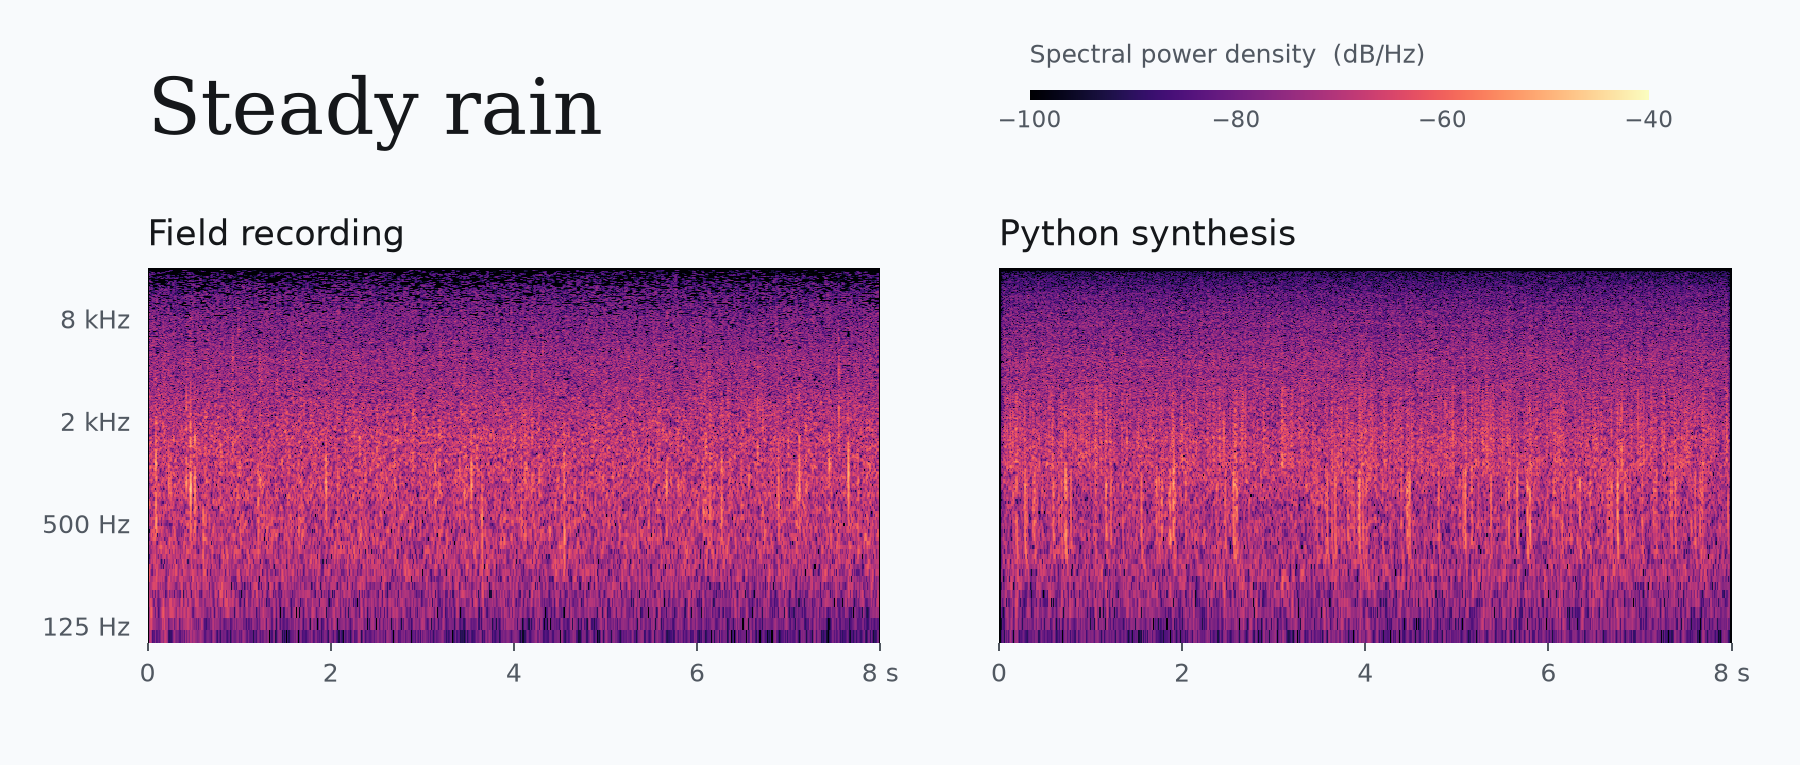 Steady rain
Spectral power density (dB/Hz)
−100 −80 −60 −40
Field recording
Python synthesis
8 kHz
2 kHz
500 Hz
125 Hz
0 2 4 6 8 s
0 2 4 6 8 s